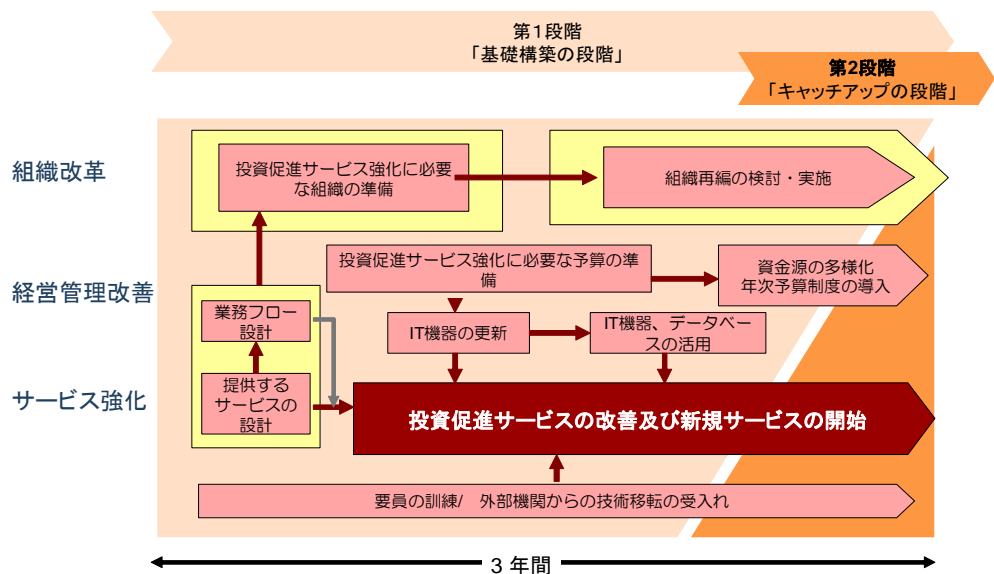 第1段階
「基礎構築の段階」
第2段階
「キャッチアップの段階」
組織改革
投資促進サービス強化に必要
な組織の準備
組織再編の検討・実施
経営管理改善
投資促進サービス強化に必要な予算の準
備
資金源の多様化
年次予算制度の導入
業務フロー
設計
IT機器の更新
IT機器、データベー
スの活用
サービス強化
提供する
サービスの
設計
投資促進サービスの改善及び新規サービスの開始
要員の訓練/ 外部機関からの技術移転の受入れ
3 年間